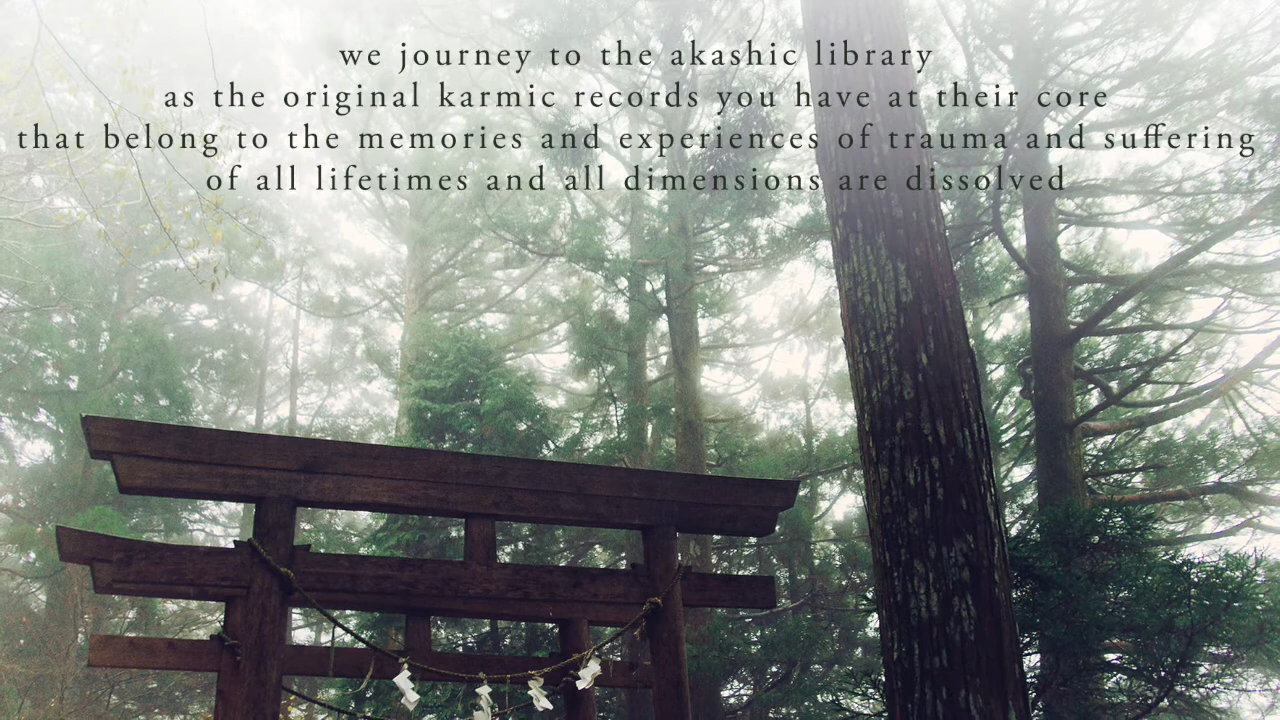 we journey to the akashic library
as the original karmic records you have at their core
that belong to the memories and experiences of trauma and suffering
of all lifetimes and all dimensions are dissolved